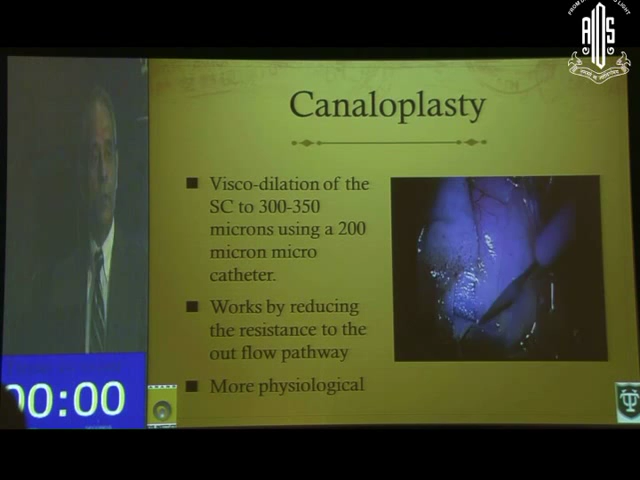 AIOS
Canaloplasty
■ Visco-dilation of the
SC to 300-350
microns using a 200
micron micro
catheter.
■ Works by reducing
the resistance to the
out flow pathway
■ More physiological
00:00